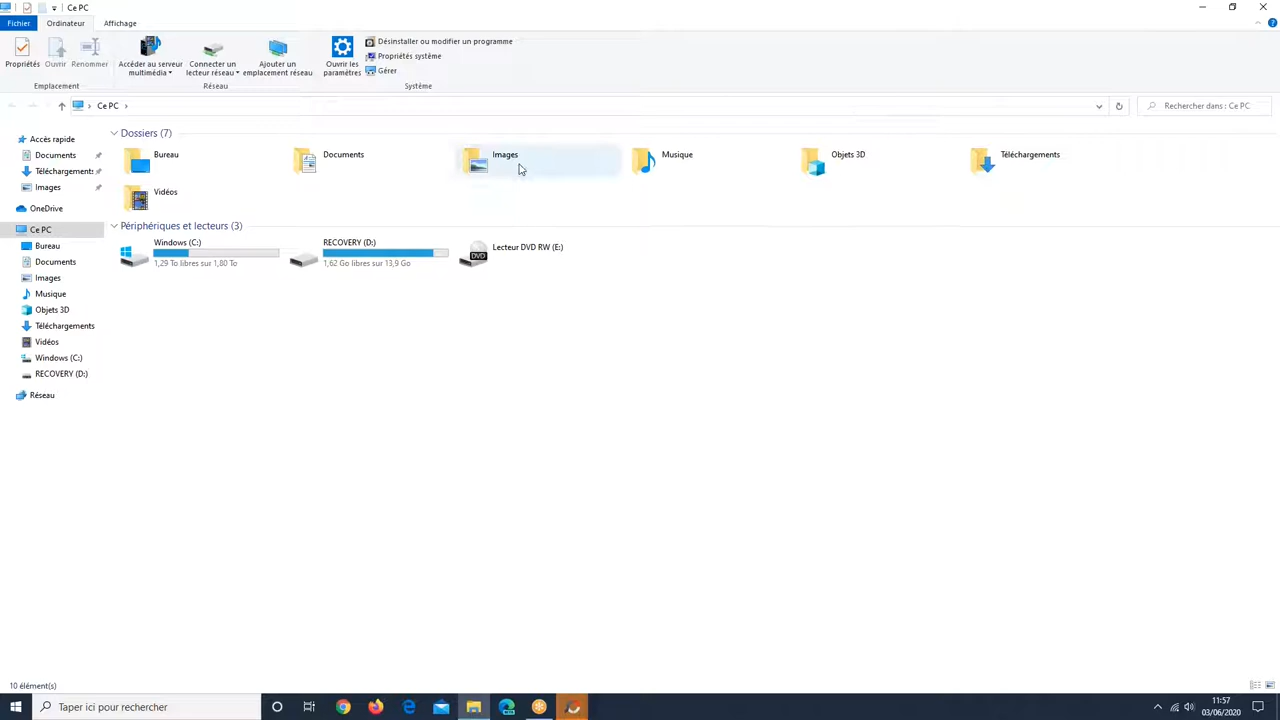 Ce PC
Fichier
Ordinateur
Affichage
Propriétés
Ouvrir
Renommer
Accéder au serveur
multimédia
Connecter un
lecteur réseau
Ajouter un
emplacement réseau
Ouvrir les
paramètres
Désinstaller ou modifier un programme
Propriétés système
Gérer
Emplacement
Réseau
Système
Ce PC
Rechercher dans : Ce PC
Accès rapide
Documents
Téléchargements
Images
OneDrive
Ce PC
Bureau
Documents
Images
Musique
Objets 3D
Téléchargements
Vidéos
Windows (C:)
RECOVERY (D:)
Réseau
Dossiers (7)
Bureau
Documents
Images
Musique
Objets 3D
Téléchargements
Vidéos
Périphériques et lecteurs (3)
Windows (C:)
1,29 To libres sur 1,80 To
RECOVERY (D:)
1,62 Go libres sur 13,9 Go
DVD
Lecteur DVD RW (E:)
10 élément(s)
Taper ici pour rechercher
11:57
03/06/2020